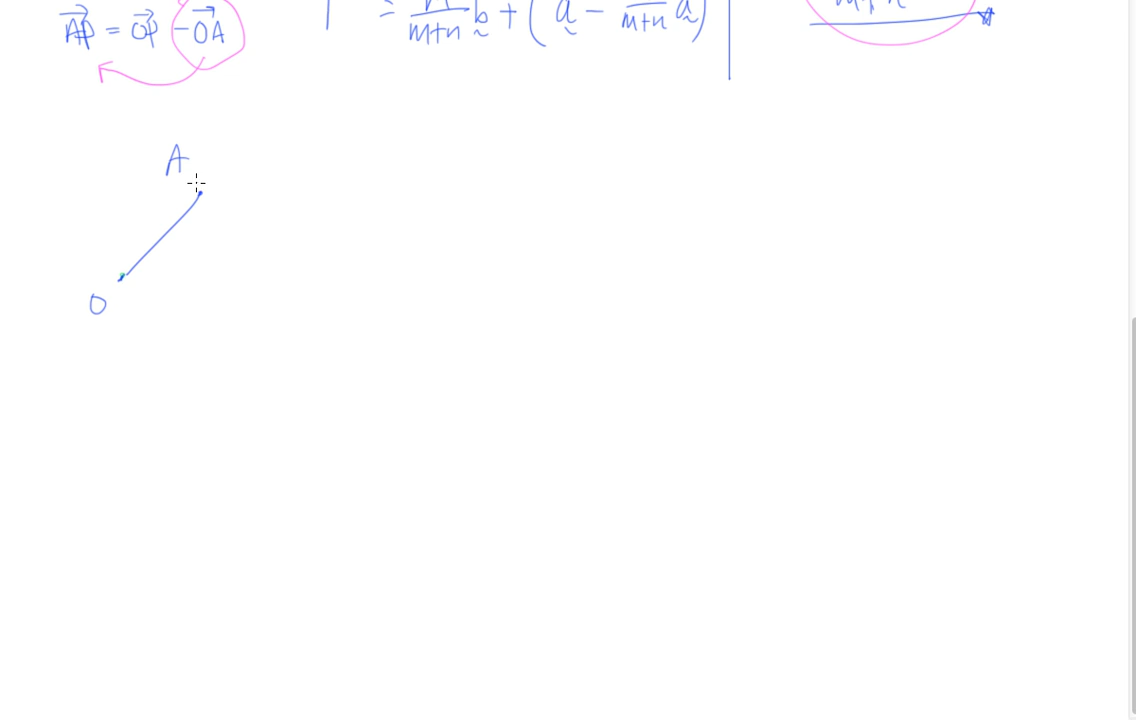 AP = OP - OA
= m+n b + ( a - m+n a )
m+n
A
O